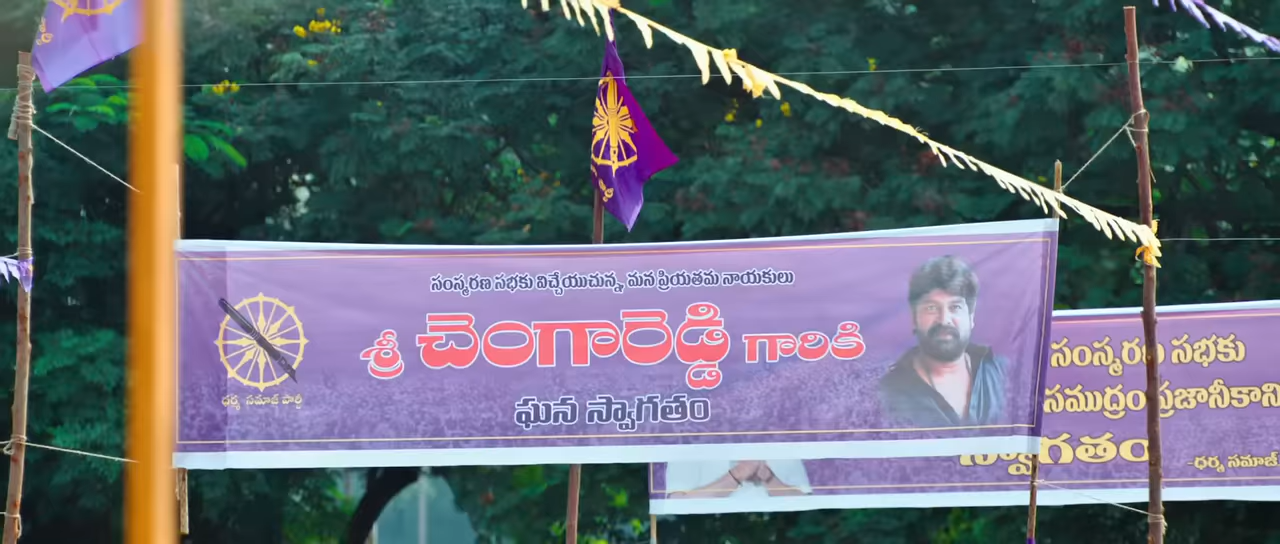 సంస్మరణ సభకు విచ్చేయుచున్న, మన ప్రియతమ నాయకులు
శ్రీ చెంగారెడ్డి గారికి
ఘన స్వాగతం
ధర్మ సమాజ్ పార్టీ
సంస్మరణ సభకు
సముద్రం ప్రజానీకాని
స్వాగతం
-ధర్మ సమాజ్